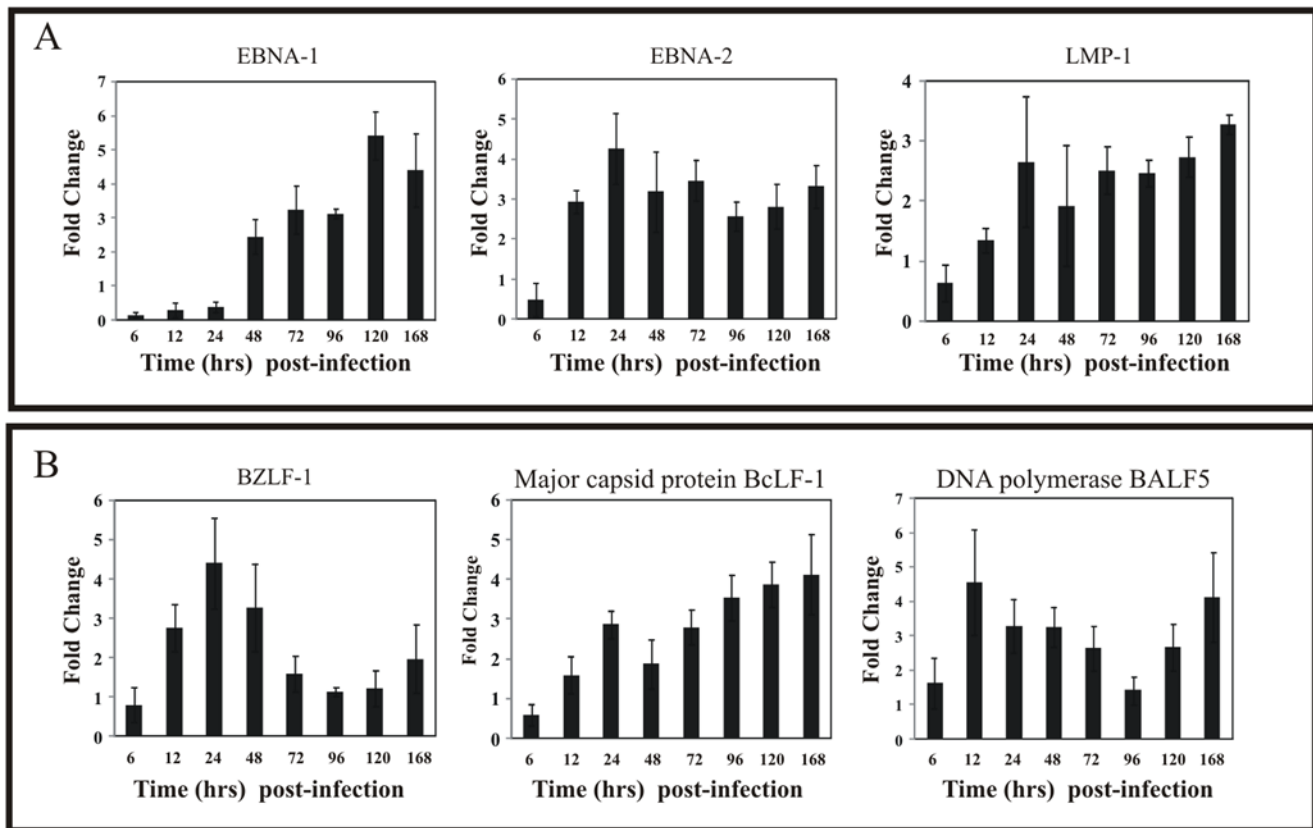 A
EBNA-1
Fold Change
7
6
5
4
3
2
1
0
6 12 24 48 72 96 120 168
Time (hrs) post-infection
EBNA-2
Fold Change
6
5
4
3
2
1
0
6 12 24 48 72 96 120 168
Time (hrs) post-infection
LMP-1
Fold Change
4
3
2
1
0
6 12 24 48 72 96 120 168
Time (hrs) post-infection
B
BZLF-1
Fold Change
6
5
4
3
2
1
0
6 12 24 48 72 96 120 168
Time (hrs) post-infection
Major capsid protein BcLF-1
Fold Change
6
5
4
3
2
1
0
6 12 24 48 72 96 120 168
Time (hrs) post-infection
DNA polymerase BALF5
Fold Change
7
6
5
4
3
2
1
0
6 12 24 48 72 96 120 168
Time (hrs) post-infection